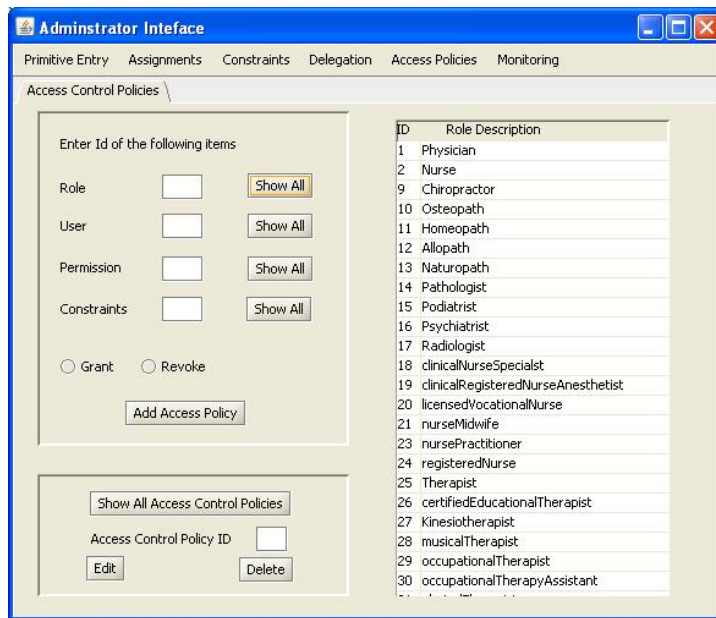 Adminstrator Inteface
Primitive Entry Assignments Constraints Delegation Access Policies Monitoring
Access Control Policies
Enter Id of the following items
Role Show All
User Show All
Permission Show All
Constraints Show All
Grant Revoke
Add Access Policy
Show All Access Control Policies
Access Control Policy ID
Edit Delete
ID Role Description
1 Physician
2 Nurse
9 Chiropractor
10 Osteopath
11 Homeopath
12 Allopath
13 Naturopath
14 Pathologist
15 Podiatrist
16 Psychiatrist
17 Radiologist
18 clinicalNurseSpecialst
19 clinicalRegisteredNurseAnesthetist
20 licensedVocationalNurse
21 nurseMidwife
23 nursePractitioner
24 registeredNurse
25 Therapist
26 certifiedEducationalTherapist
27 Kinesiotherapist
28 musicalTherapist
29 occupationalTherapist
30 occupationalTherapyAssistant